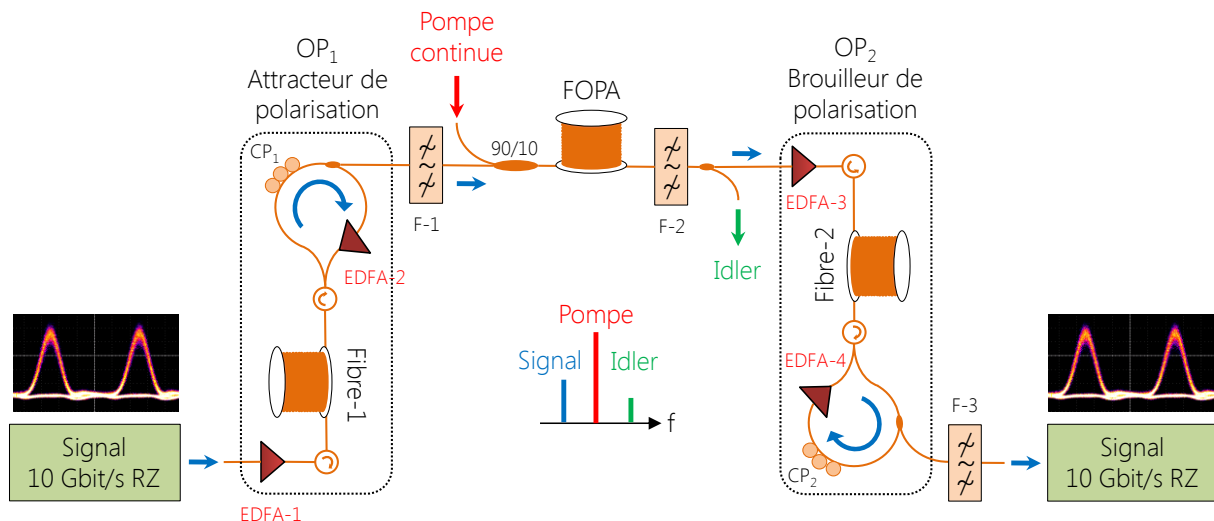 OP₁
Attracteur de
polarisation
CP₁
EDFA-2
Fibre-1
EDFA-1
Signal
10 Gbit/s RZ
Pompe
continue
F-1
90/10
FOPA
F-2
Idler
Pompe
Signal
Idler
f
OP₂
Brouilleur de
polarisation
EDFA-3
Fibre-2
EDFA-4
CP₂
F-3
Signal
10 Gbit/s RZ